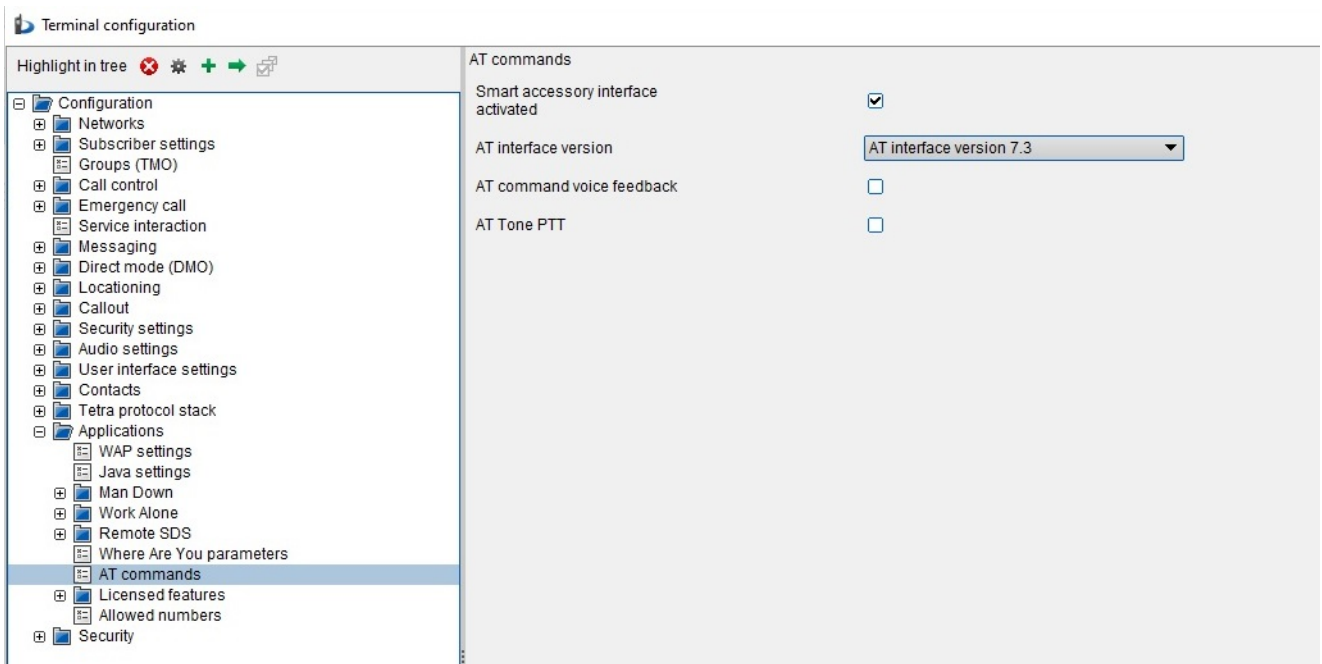 Terminal configuration
Highlight in tree
Configuration
Networks
Subscriber settings
Groups (TMO)
Call control
Emergency call
Service interaction
Messaging
Direct mode (DMO)
Locationing
Callout
Security settings
Audio settings
User interface settings
Contacts
Tetra protocol stack
Applications
WAP settings
Java settings
Man Down
Work Alone
Remote SDS
Where Are You parameters
AT commands
Licensed features
Allowed numbers
Security
AT commands
Smart accessory interface
activated
AT interface version
AT interface version 7.3
AT command voice feedback
AT Tone PTT